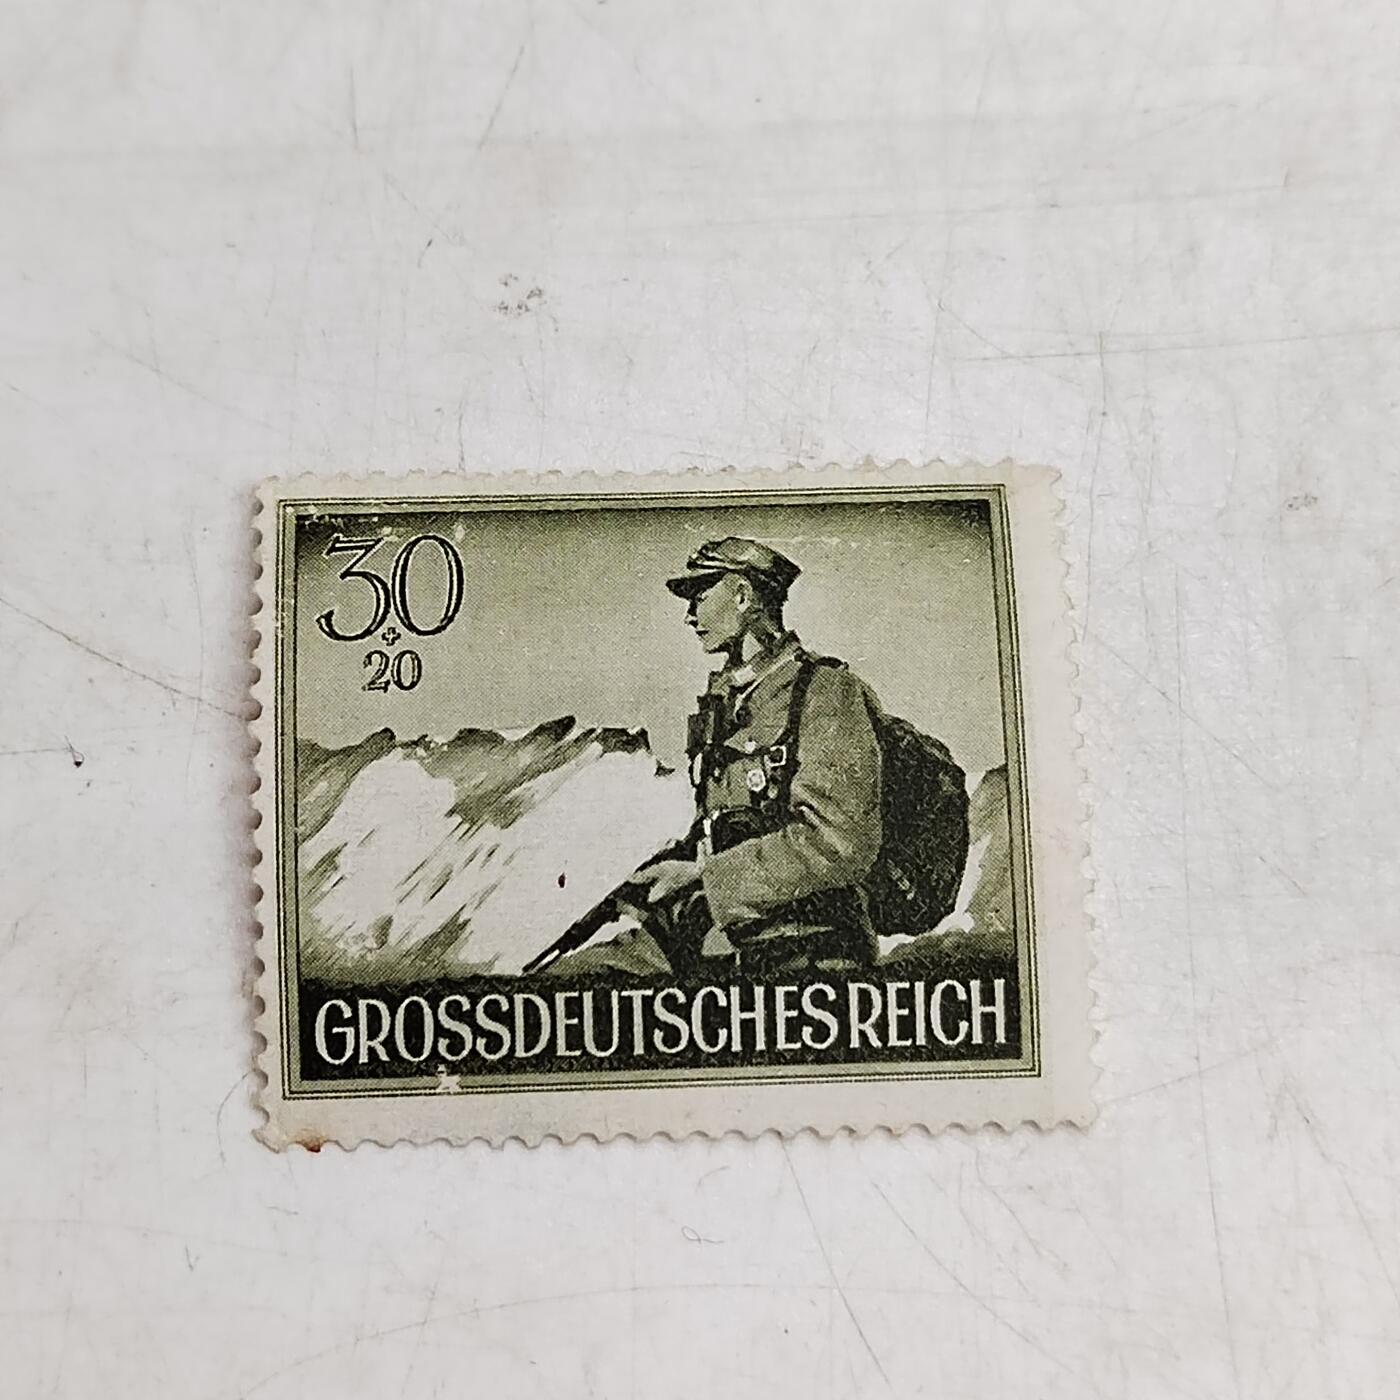 30
+
20
GROSSDEUTSCHES REICH